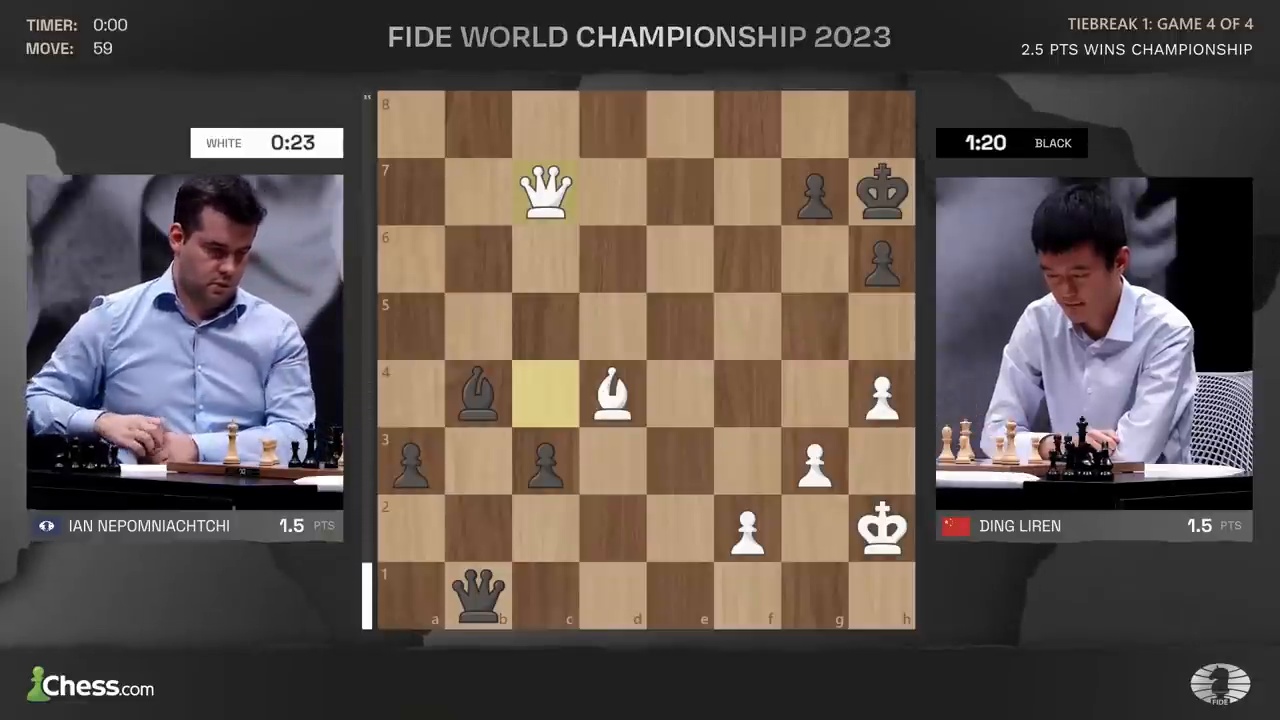 TIMER: 0:00
MOVE: 59
FIDE WORLD CHAMPIONSHIP 2023
TIEBREAK 1: GAME 4 OF 4
2.5 PTS WINS CHAMPIONSHIP
WHITE 0:23
1:20 BLACK
8
7
6
5
4
3
2
1
a b c d e f g h
IAN NEPOMNIACHTCHI 1.5 PTS
DING LIREN 1.5 PTS
Chess.com
FIDE